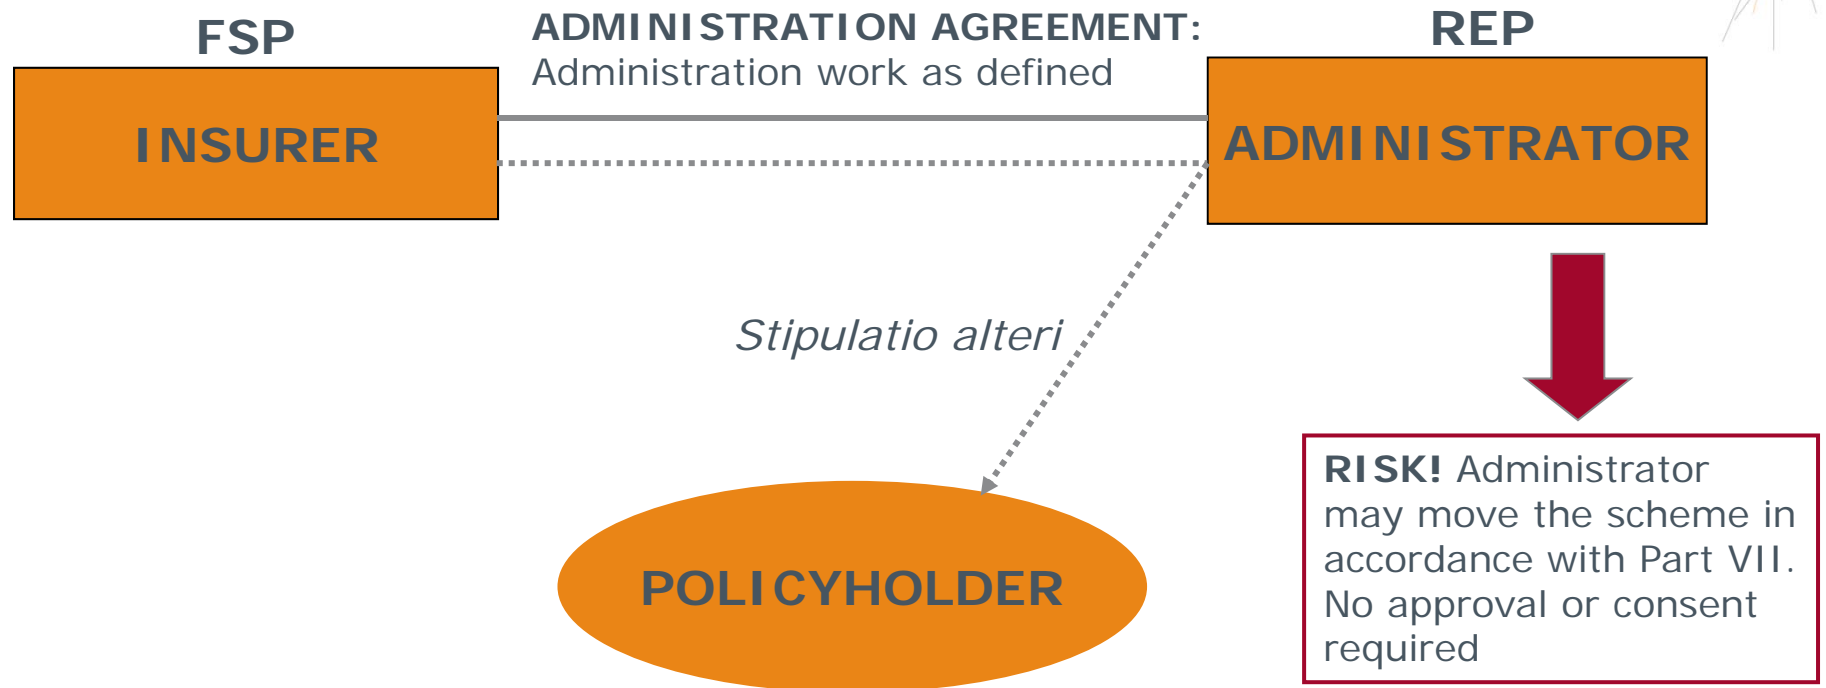 FSP
ADMINISTRATION AGREEMENT:
Administration work as defined
REP
INSURER
ADMINISTRATOR
Stipulatio alteri
POLICYHOLDER
RISK! Administrator
may move the scheme in
accordance with Part VII.
No approval or consent
required